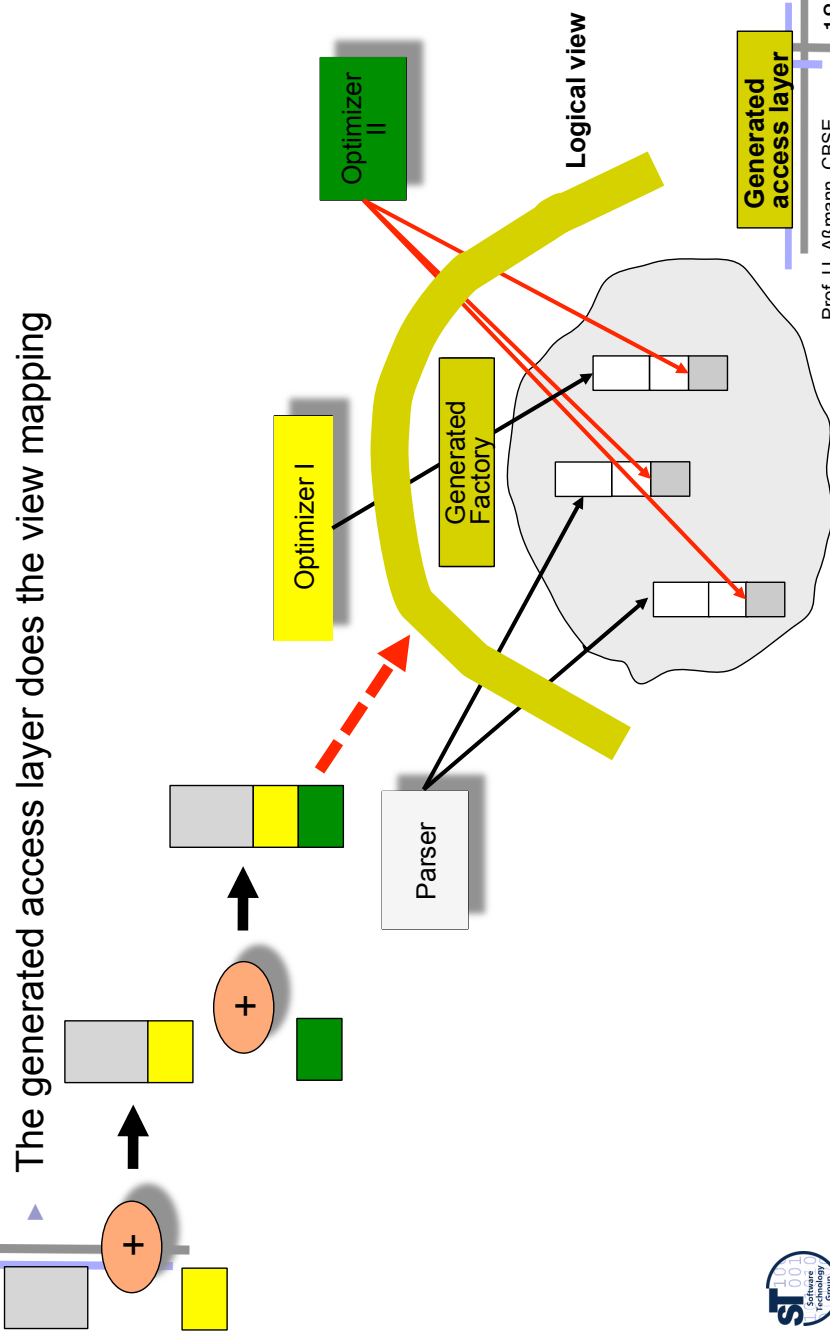 The generated access layer does the view mapping
+
+
Parser
Optimizer I
Optimizer
II
Generated
Factory
Logical view
Generated
access layer
Prof. U. Aßmann, CBSE
ST
Software
Technology
Group